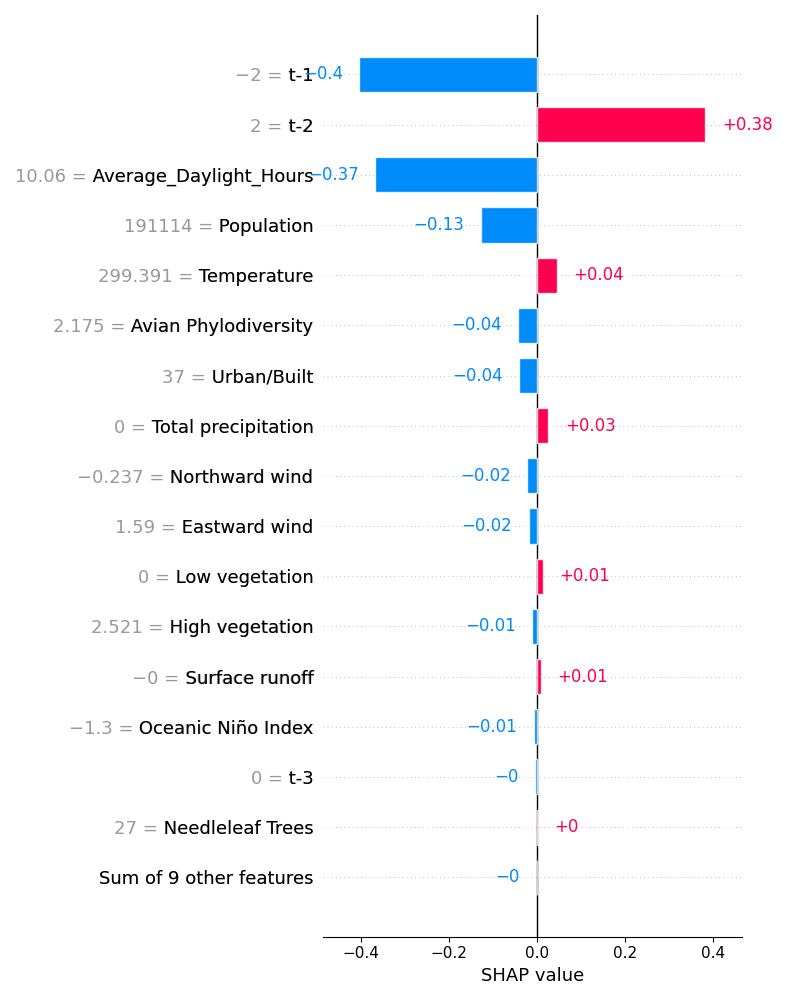 −2 = t-1 −0.4
2 = t-2 +0.38
10.06 = Average_Daylight_Hours −0.37
191114 = Population −0.13
299.391 = Temperature +0.04
2.175 = Avian Phylodiversity −0.04
37 = Urban/Built −0.04
0 = Total precipitation +0.03
−0.237 = Northward wind −0.02
1.59 = Eastward wind −0.02
0 = Low vegetation +0.01
2.521 = High vegetation −0.01
−0 = Surface runoff +0.01
−1.3 = Oceanic Niño Index −0.01
0 = t-3 −0
27 = Needleleaf Trees +0
Sum of 9 other features −0
−0.4 −0.2 0.0 0.2 0.4
SHAP value